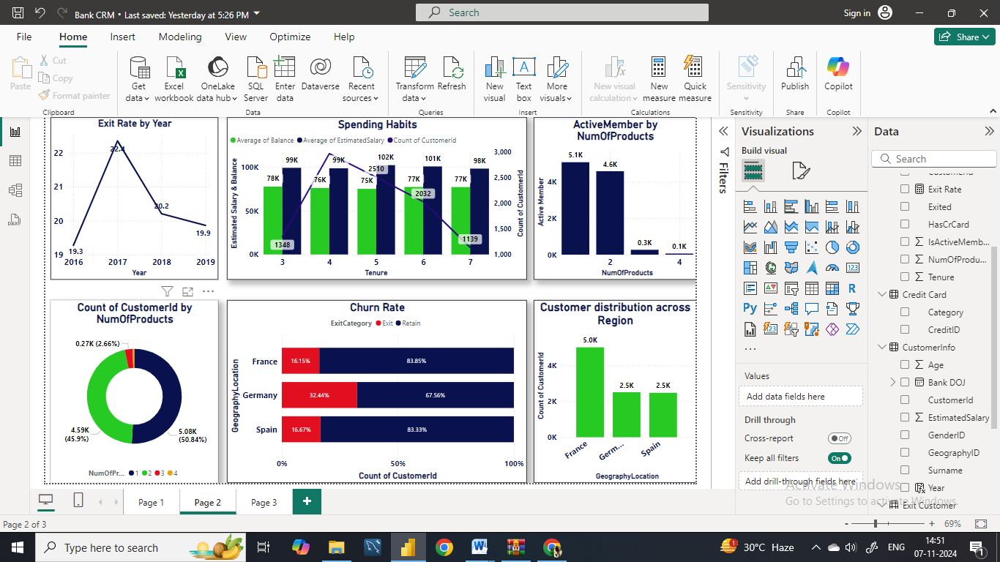 Bank CRM • Last saved: Yesterday at 5:26 PM
Search
Sign in
File Home Insert Modeling View Optimize Help
Share
Paste
Cut
Copy
Format painter
Get data
Excel workbook
OneLake data hub
SQL Server
Enter data
Dataverse
Recent sources
Transform data
Refresh
New visual
Text box
More visuals
New visual calculation
New measure
Quick measure
Sensitivity
Publish
Copilot
Clipboard Data Queries Insert Calculations Sensitivity Share Copilot
Exit Rate by Year
22
21
20
19
22.4
20.2
19.9
19.3
2016 2017 2018 2019
Year
Spending Habits
Average of Balance Average of EstimatedSalary Count of CustomerId
Estimated Salary & Balance
100K
50K
0K
78K 99K 76K 99K 75K 102K 77K 101K 77K 98K
1348 2510 2032 1139
3,000
2,500
2,000
1,500
1,000
Count of CustomerId
3 4 5 6 7
Tenure
ActiveMember by
NumOfProducts
Active Member
4K
2K
0K
5.1K 4.6K 0.3K 0.1K
2 4
NumOfProducts
Count of CustomerId by
NumOfProducts
0.27K (2.66%)
4.59K
(45.9%)
5.08K
(50.84%)
NumOfPr... 1 2 3 4
Churn Rate
ExitCategory Exit Retain
GeographyLocation
France 16.15% 83.85%
Germany 32.44% 67.56%
Spain 16.67% 83.33%
0% 50% 100%
Count of CustomerId
Customer distribution across
Region
Count of CustomerId
4K
2K
0K
5.0K 2.5K 2.5K
France Germ... Spain
GeographyLocation
Filters
Visualizations
Build visual
R
Py
123
...
Values
Add data fields here
Drill through
Cross-report Off
Keep all filters On
Add drill-through fields here
Data
Search
CustomerId
Exit Rate
Exited
HasCrCard
IsActiveMemb...
NumOfProdu...
Tenure
Credit Card
Category
CreditID
CustomerInfo
Age
Bank DOJ
CustomerId
EstimatedSalary
GenderID
GeographyID
Surname
Year
Exit Customer
Activate Windows
Go to Settings to activate Windows.
Page 1 Page 2 Page 3 +
Page 2 of 3
- + 69%
Type here to search
30°C Haze
ENG
14:51
07-11-2024